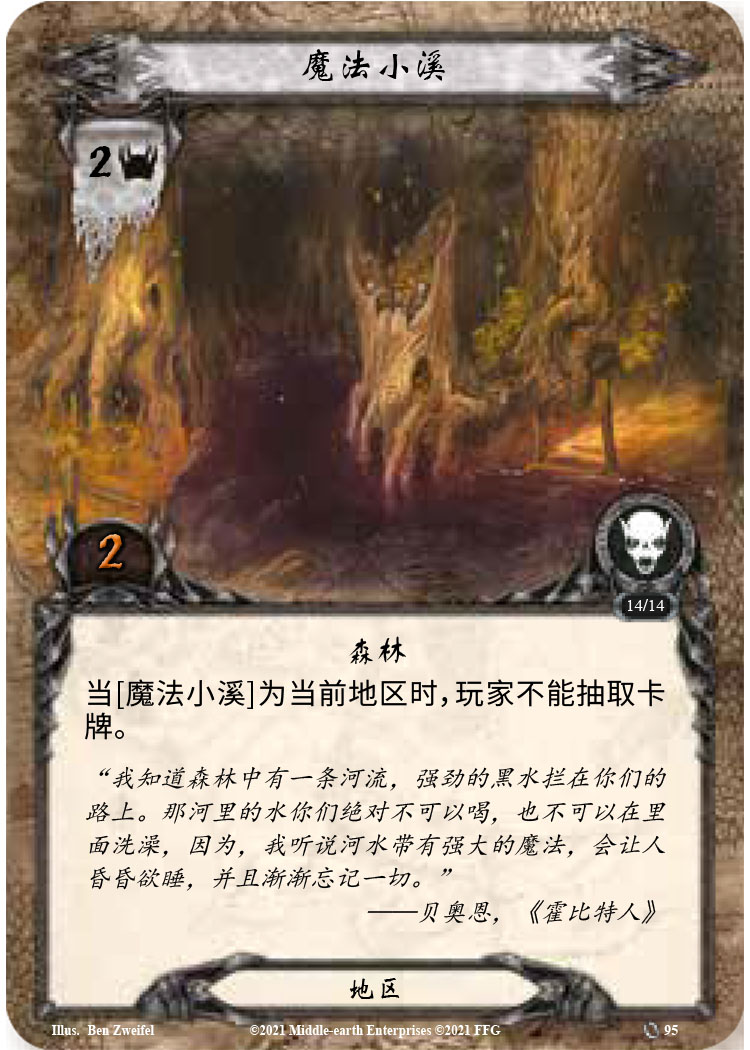 魔法小溪
2
2
14/14
森林
当[魔法小溪]为当前地区时,玩家不能抽取卡
牌。
“我知道森林中有一条河流，强劲的黑水拦在你们的
路上。那河里的水你们绝对不可以喝，也不可以在里
面洗澡，因为，我听说河水带有强大的魔法，会让人
昏昏欲睡，并且渐渐忘记一切。”
——贝奥恩，《霍比特人》
地区
Illus. Ben Zweifel ©2021 Middle-earth Enterprises ©2021 FFG 95